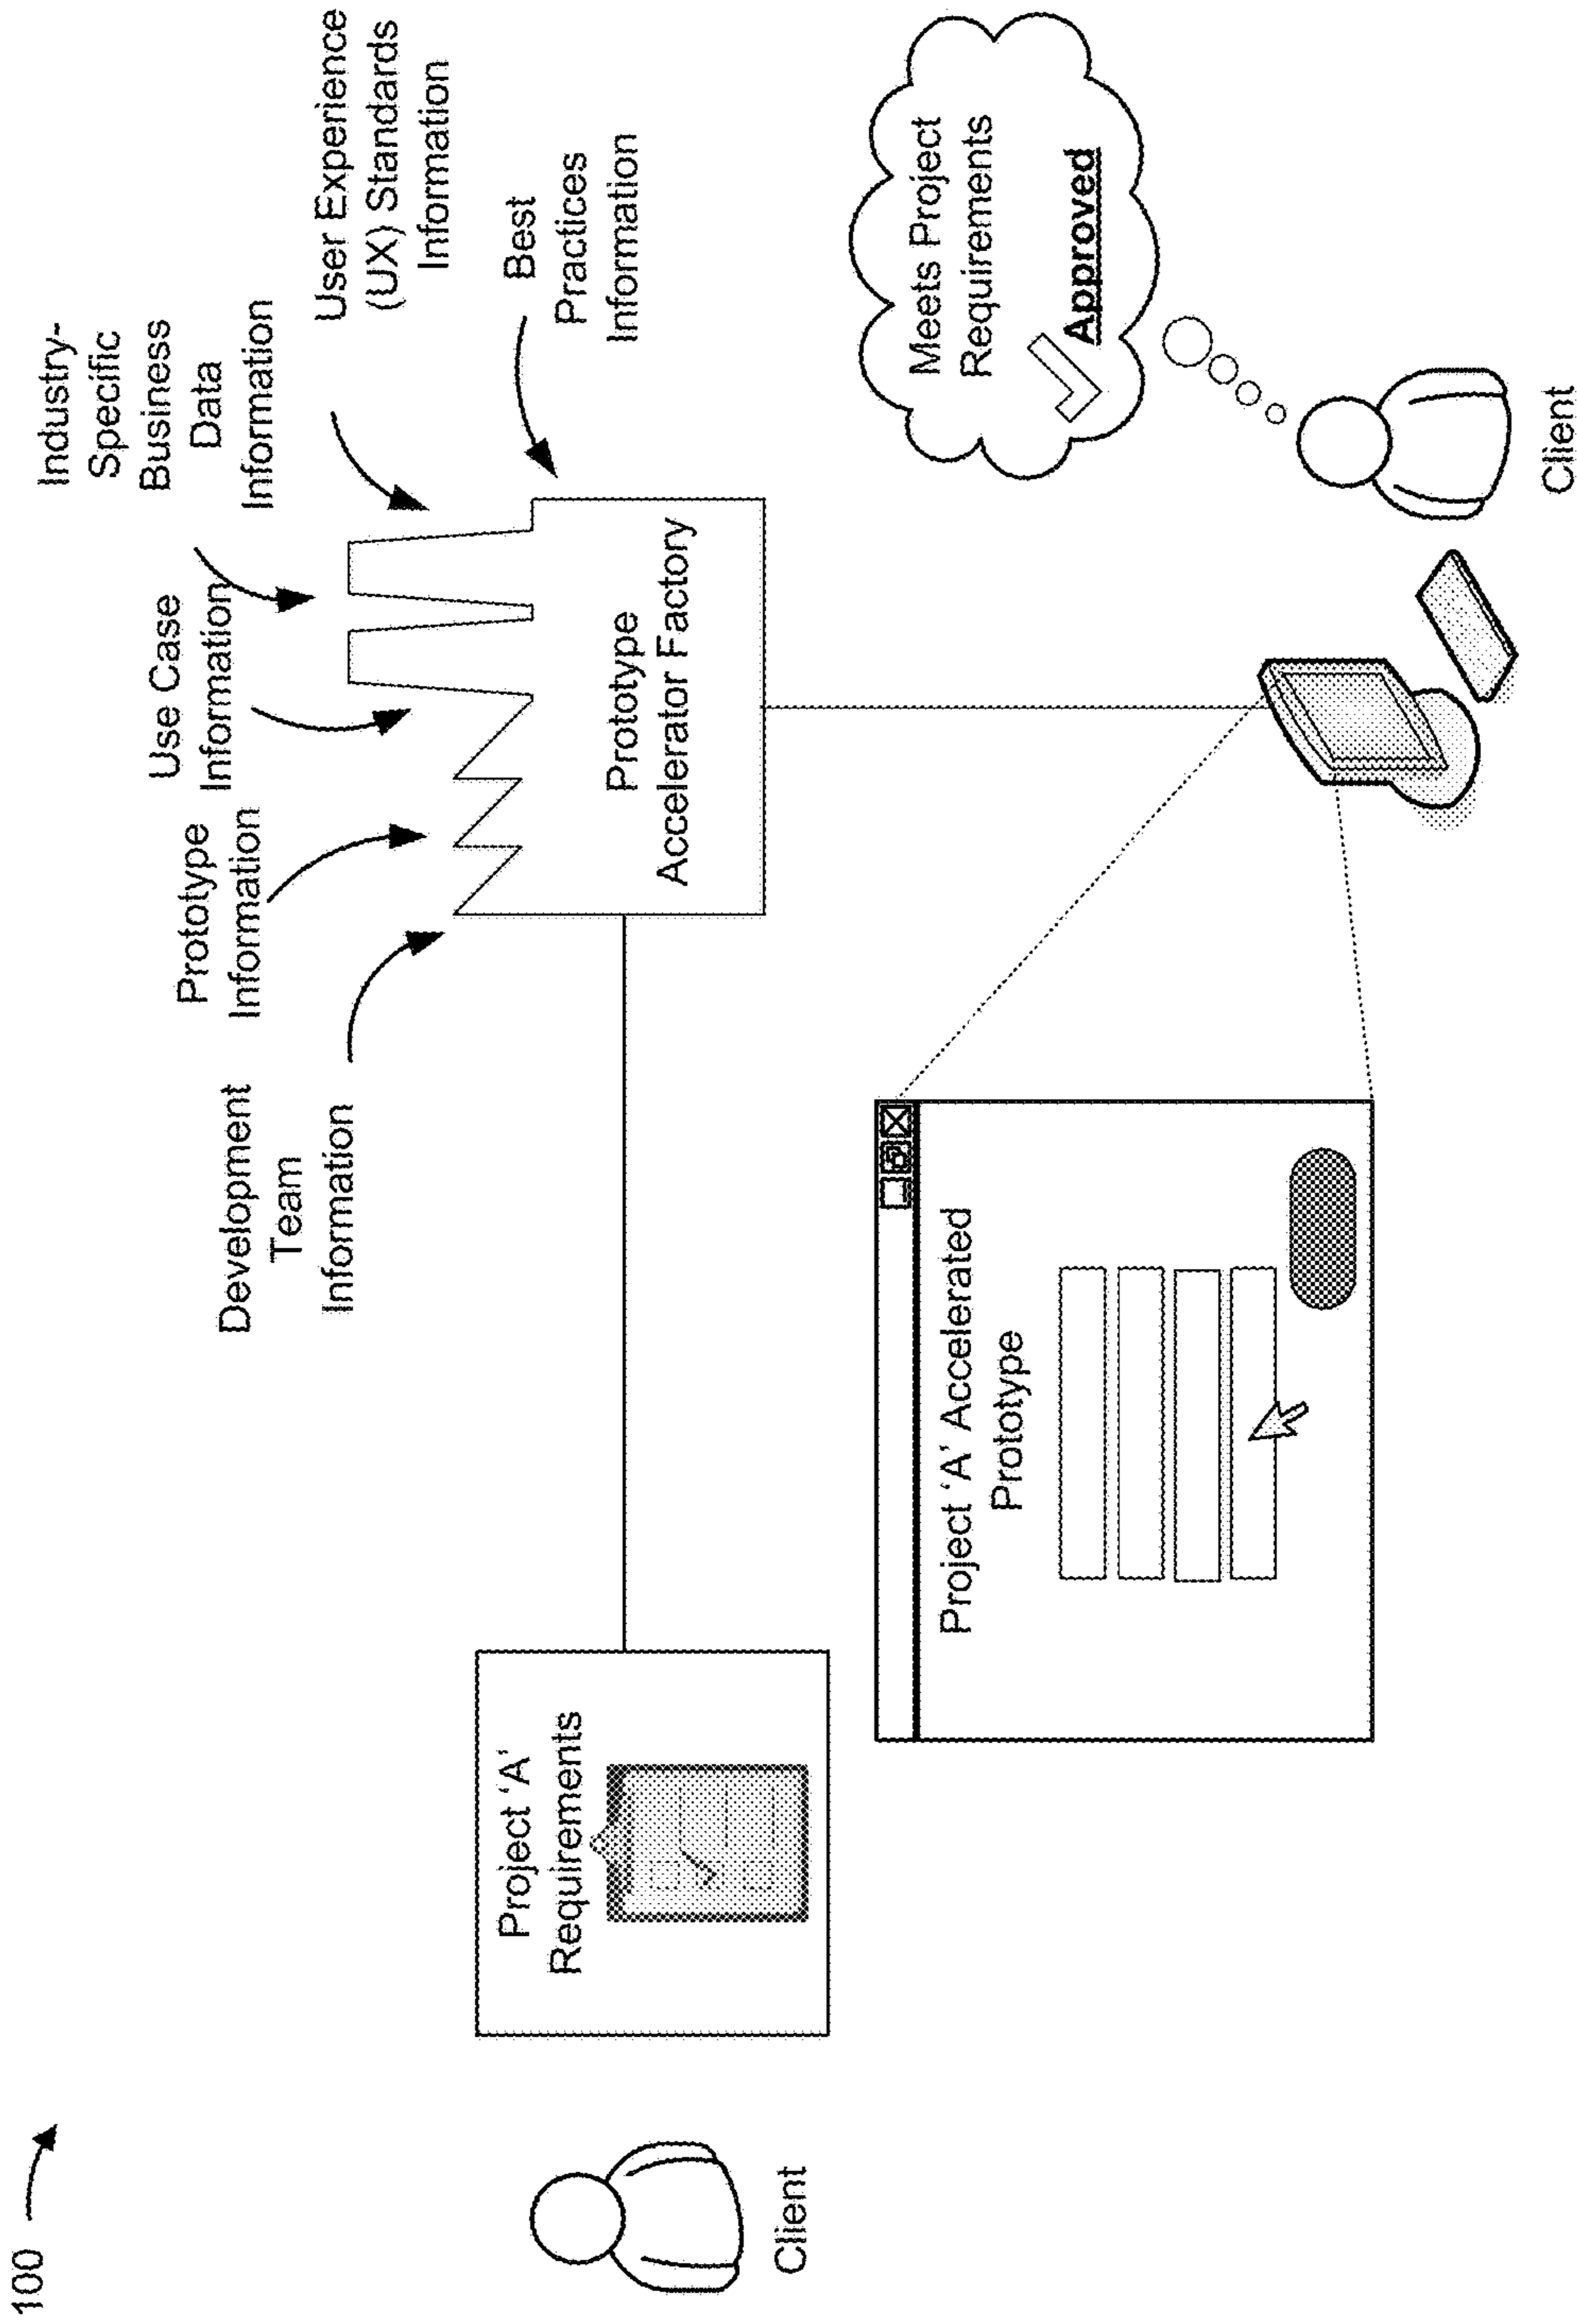 100
Client
Project ‘A’
Requirements
Development
Team
Information
Prototype
Information
Use Case
Information
Industry-
Specific
Business
Data
Information
User Experience
(UX) Standards
Information
Best
Practices
Information
Prototype
Accelerator Factory
Project ‘A’ Accelerated
Prototype
Meets Project
Requirements
Approved
Client